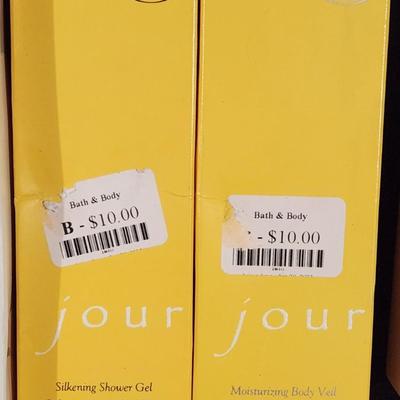 Bath & Body
B - $10.00
jour
Silkening Shower Gel
Bath & Body
- $10.00
jour
Moisturizing Body Veil